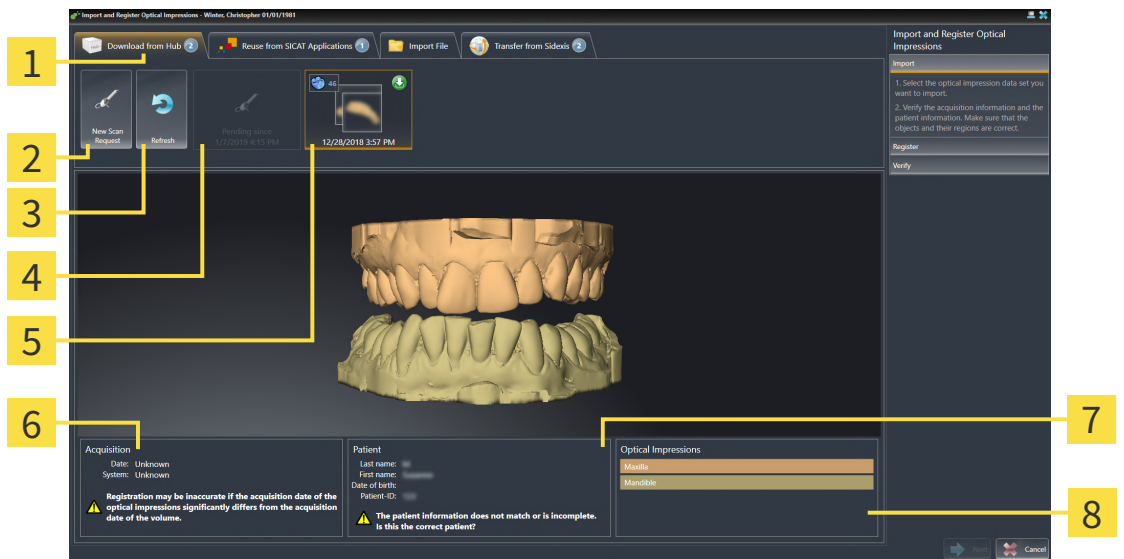 Import and Register Optical Impressions - Winter, Christopher 01/01/1981
Download from Hub 2
Reuse from SICAT Applications 1
Import File
Transfer from Sidexis 2
New Scan
Request
Refresh
Pending since
1/7/2019 4:15 PM
46
12/28/2018 3:57 PM
Import and Register Optical
Impressions
Import
1. Select the optical impression data set you
want to import.
2. Verify the acquisition information and the
patient information. Make sure that the
objects and their regions are correct.
Register
Verify
1
2
3
4
5
6
7
8
Acquisition
Date: Unknown
System: Unknown
Registration may be inaccurate if the acquisition date of the
optical impressions significantly differs from the acquisition
date of the volume.
Patient
Last name:
First name:
Date of birth:
Patient-ID:
The patient information does not match or is incomplete.
Is this the correct patient?
Optical Impressions
Maxilla
Mandible
Next
Cancel